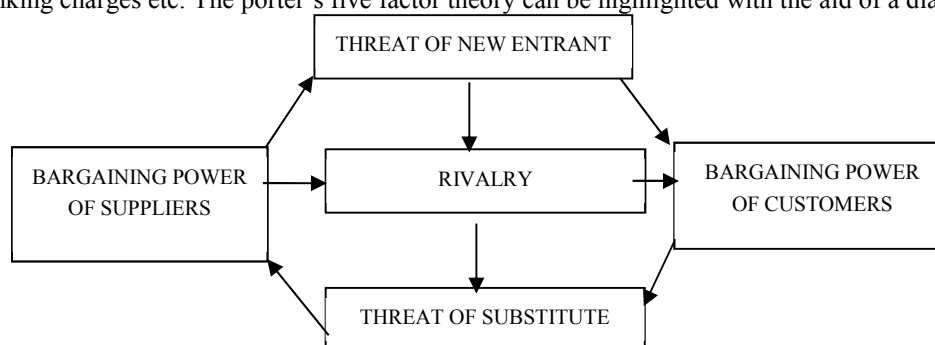 nking charges etc. The porter's five factor theory can be highlighted with the aid of a dia
THREAT OF NEW ENTRANT
BARGAINING POWER
OF SUPPLIERS
RIVALRY
BARGAINING POWER
OF CUSTOMERS
THREAT OF SUBSTITUTE